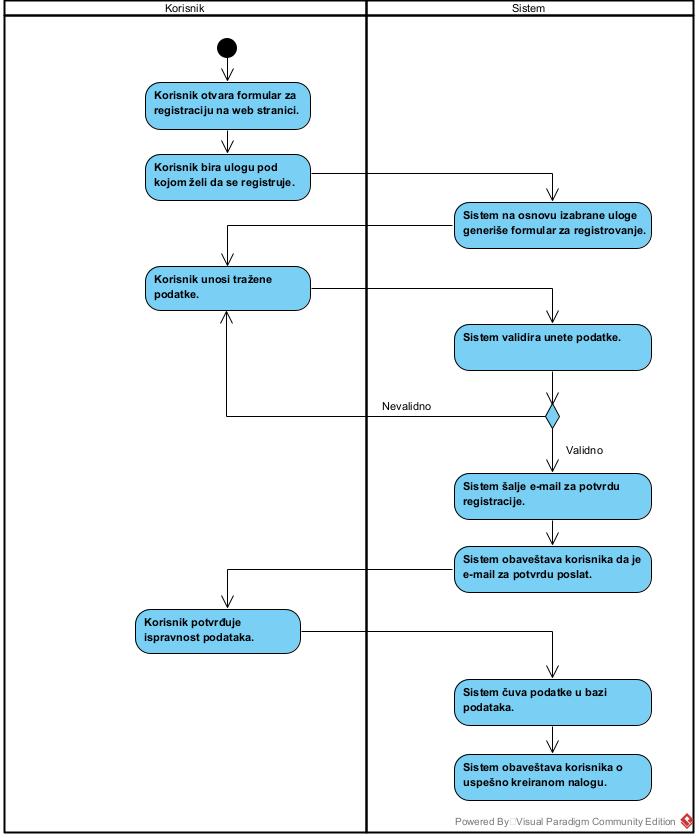 Korisnik
Sistem
Korisnik otvara formular za
registraciju na web stranici.
Korisnik bira ulogu pod
kojom želi da se registruje.
Sistem na osnovu izabrane uloge
generiše formular za registrovanje.
Korisnik unosi tražene
podatke.
Sistem validira unete podatke.
Nevalidno
Validno
Sistem šalje e-mail za potvrdu
registracije.
Sistem obaveštava korisnika da je
e-mail za potvrdu poslat.
Korisnik potvrđuje
ispravnost podataka.
Sistem čuva podatke u bazi
podataka.
Sistem obaveštava korisnika o
uspešno kreiranom nalogu.
Powered By Visual Paradigm Community Edition